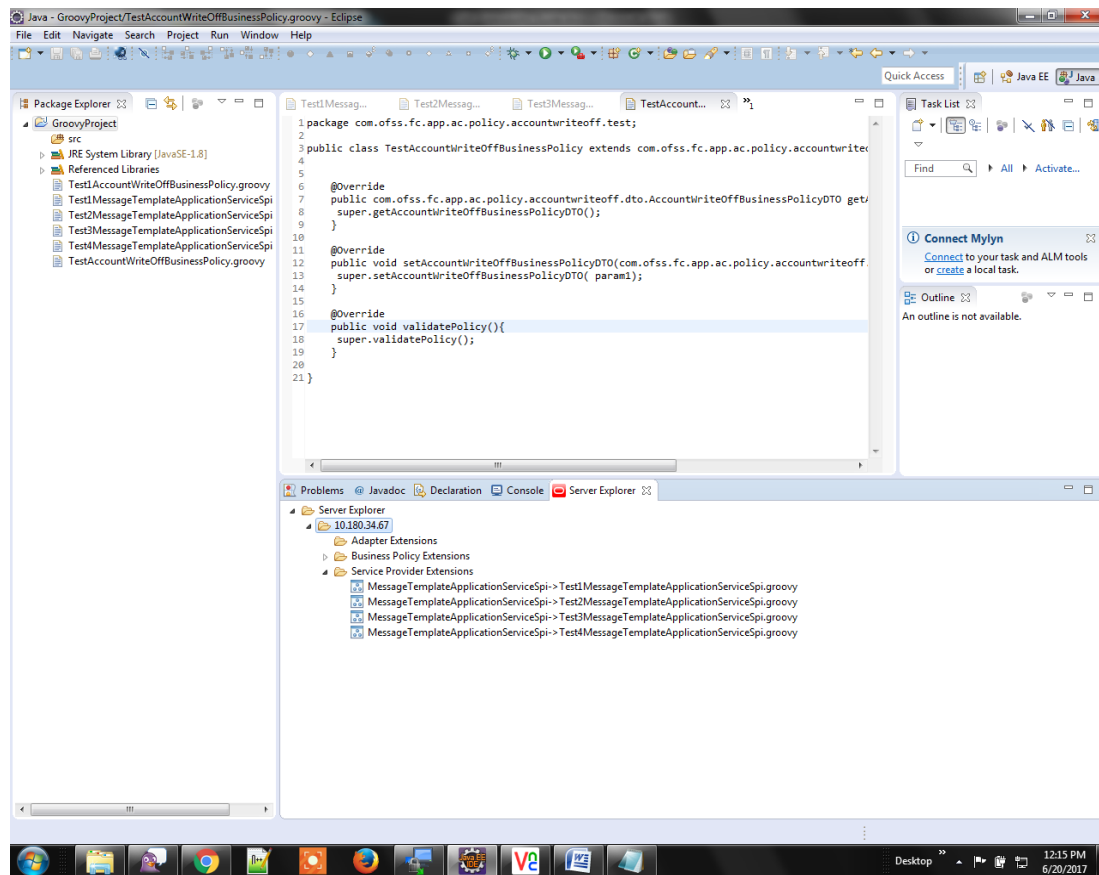 Java - GroovyProject/TestAccountWriteOffBusinessPolicy.groovy - Eclipse
File Edit Navigate Search Project Run Window Help
Quick Access Java EE Java
Package Explorer
GroovyProject
src
JRE System Library [JavaSE-1.8]
Referenced Libraries
Test1AccountWriteOffBusinessPolicy.groovy
Test1MessageTemplateApplicationServiceSpi
Test2MessageTemplateApplicationServiceSpi
Test3MessageTemplateApplicationServiceSpi
Test4MessageTemplateApplicationServiceSpi
TestAccountWriteOffBusinessPolicy.groovy
Test1Messag... Test2Messag... Test3Messag... TestAccount... »1
1 package com.ofss.fc.app.ac.policy.accountwriteoff.test;
2
3 public class TestAccountWriteOffBusinessPolicy extends com.ofss.fc.app.ac.policy.accountwriteo
4
5
6 @Override
7 public com.ofss.fc.app.ac.policy.accountwriteoff.dto.AccountWriteOffBusinessPolicyDTO getA
8 super.getAccountWriteOffBusinessPolicyDTO();
9 }
10
11 @Override
12 public void setAccountWriteOffBusinessPolicyDTO(com.ofss.fc.app.ac.policy.accountwriteoff.
13 super.setAccountWriteOffBusinessPolicyDTO( param1);
14 }
15
16 @Override
17 public void validatePolicy(){
18 super.validatePolicy();
19 }
20
21 }
Task List
Find All Activate...
Connect Mylyn
Connect to your task and ALM tools
or create a local task.
Outline
An outline is not available.
Problems @ Javadoc Declaration Console Server Explorer
Server Explorer
10.180.34.67
Adapter Extensions
Business Policy Extensions
Service Provider Extensions
MessageTemplateApplicationServiceSpi->Test1MessageTemplateApplicationServiceSpi.groovy
MessageTemplateApplicationServiceSpi->Test2MessageTemplateApplicationServiceSpi.groovy
MessageTemplateApplicationServiceSpi->Test3MessageTemplateApplicationServiceSpi.groovy
MessageTemplateApplicationServiceSpi->Test4MessageTemplateApplicationServiceSpi.groovy
Java EE
IDE
Desktop » 12:15 PM
6/20/2017